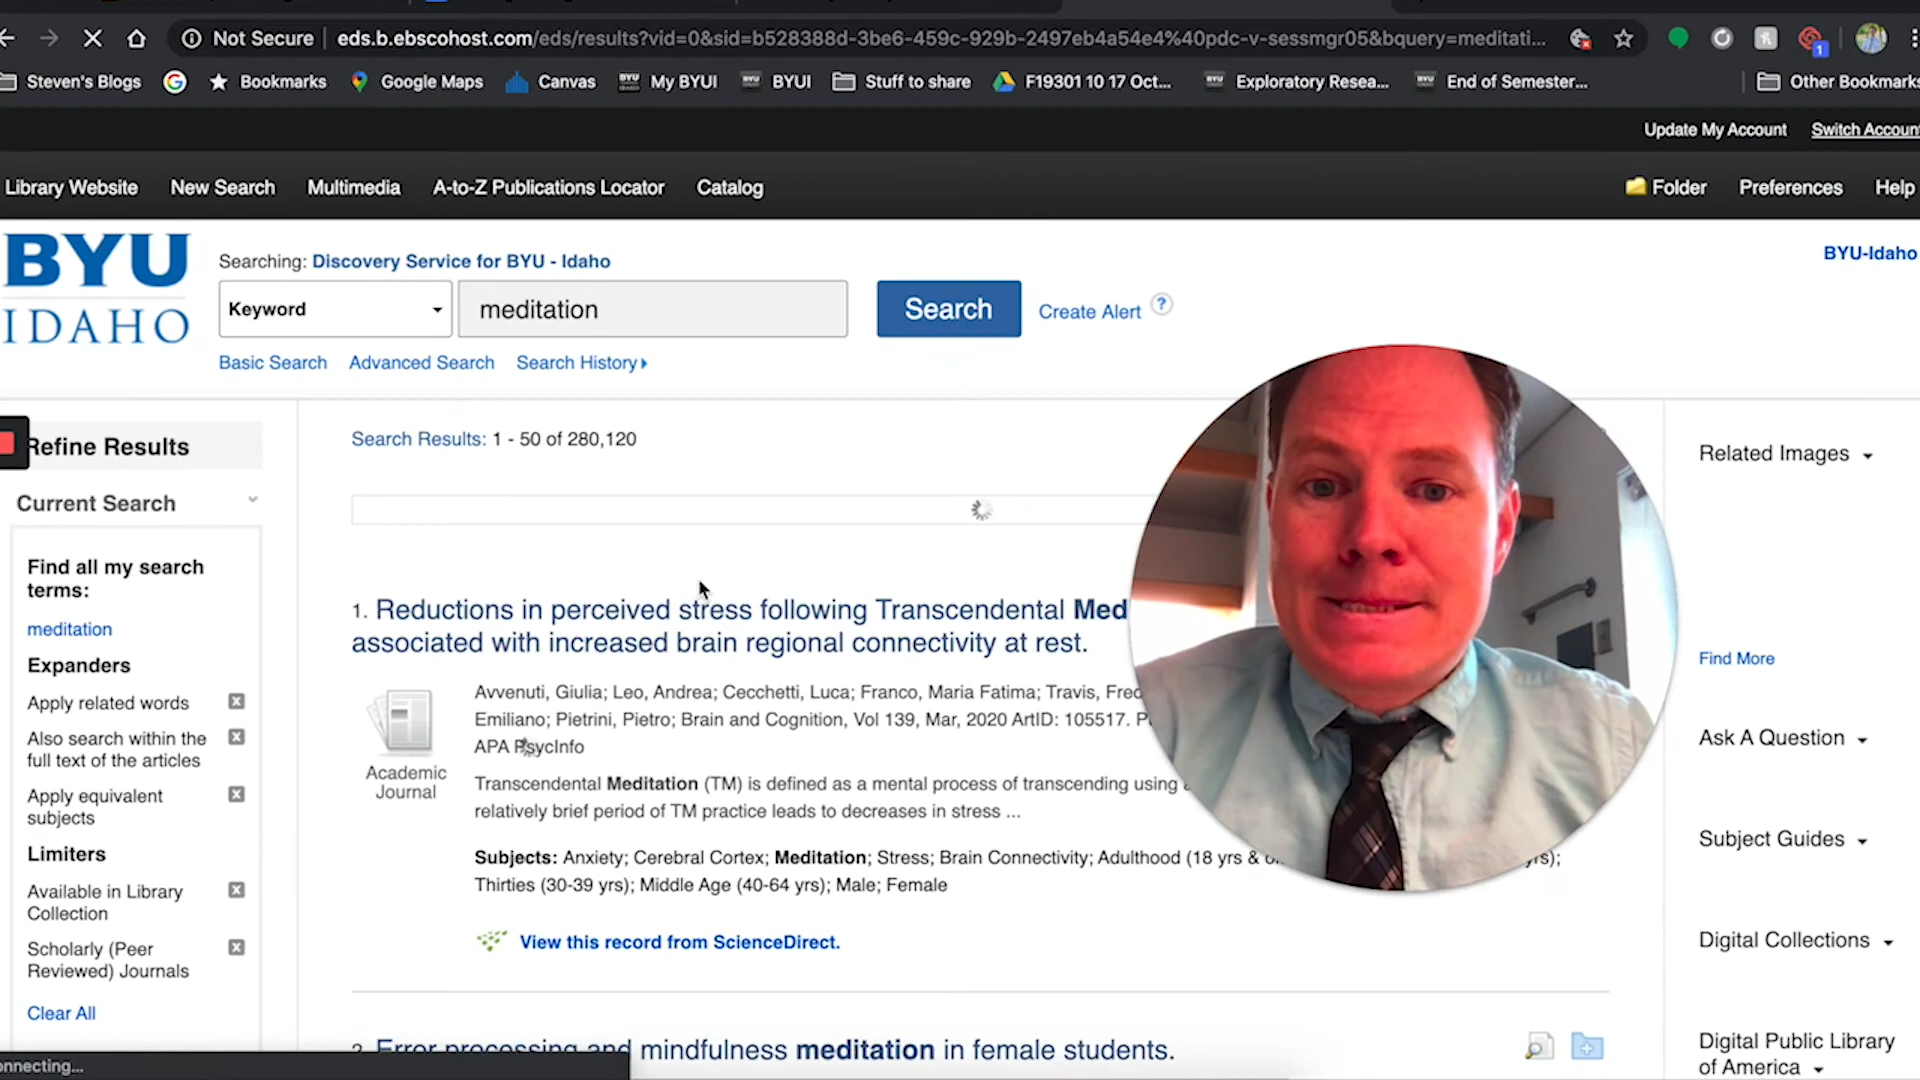 Not Secure | eds.b.ebscohost.com/eds/results?vid=0&sid=b528388d-3be6-459c-929b-2497eb4a54e4%40pdc-v-sessmgr05&bquery=meditati...
1
Steven's Blogs Bookmarks Google Maps Canvas My BYUI BYUI Stuff to share F19301 10 17 Oct... Exploratory Resea... End of Semester... Other Bookmarks
Update My Account Switch Account
Library Website New Search Multimedia A-to-Z Publications Locator Catalog Folder Preferences Help
BYU
IDAHO
Searching: Discovery Service for BYU - Idaho
BYU-Idaho
Keyword meditation Search Create Alert ?
Basic Search Advanced Search Search History
Refine Results
Current Search
Find all my search
terms:
meditation
Expanders
Apply related words
Also search within the
full text of the articles
Apply equivalent
subjects
Limiters
Available in Library
Collection
Scholarly (Peer
Reviewed) Journals
Clear All
onnecting...
Search Results: 1 - 50 of 280,120
1. Reductions in perceived stress following Transcendental Med
associated with increased brain regional connectivity at rest.
Academic
Journal
Avvenuti, Giulia; Leo, Andrea; Cecchetti, Luca; Franco, Maria Fatima; Travis, Fred
Emiliano; Pietrini, Pietro; Brain and Cognition, Vol 139, Mar, 2020 ArtID: 105517. P
APA PsycInfo
Transcendental Meditation (TM) is defined as a mental process of transcending using
relatively brief period of TM practice leads to decreases in stress ...
Subjects: Anxiety; Cerebral Cortex; Meditation; Stress; Brain Connectivity; Adulthood (18 yrs & yrs);
Thirties (30-39 yrs); Middle Age (40-64 yrs); Male; Female
View this record from ScienceDirect.
2. Error processing and mindfulness meditation in female students.
Related Images
Find More
Ask A Question
Subject Guides
Digital Collections
Digital Public Library
of America